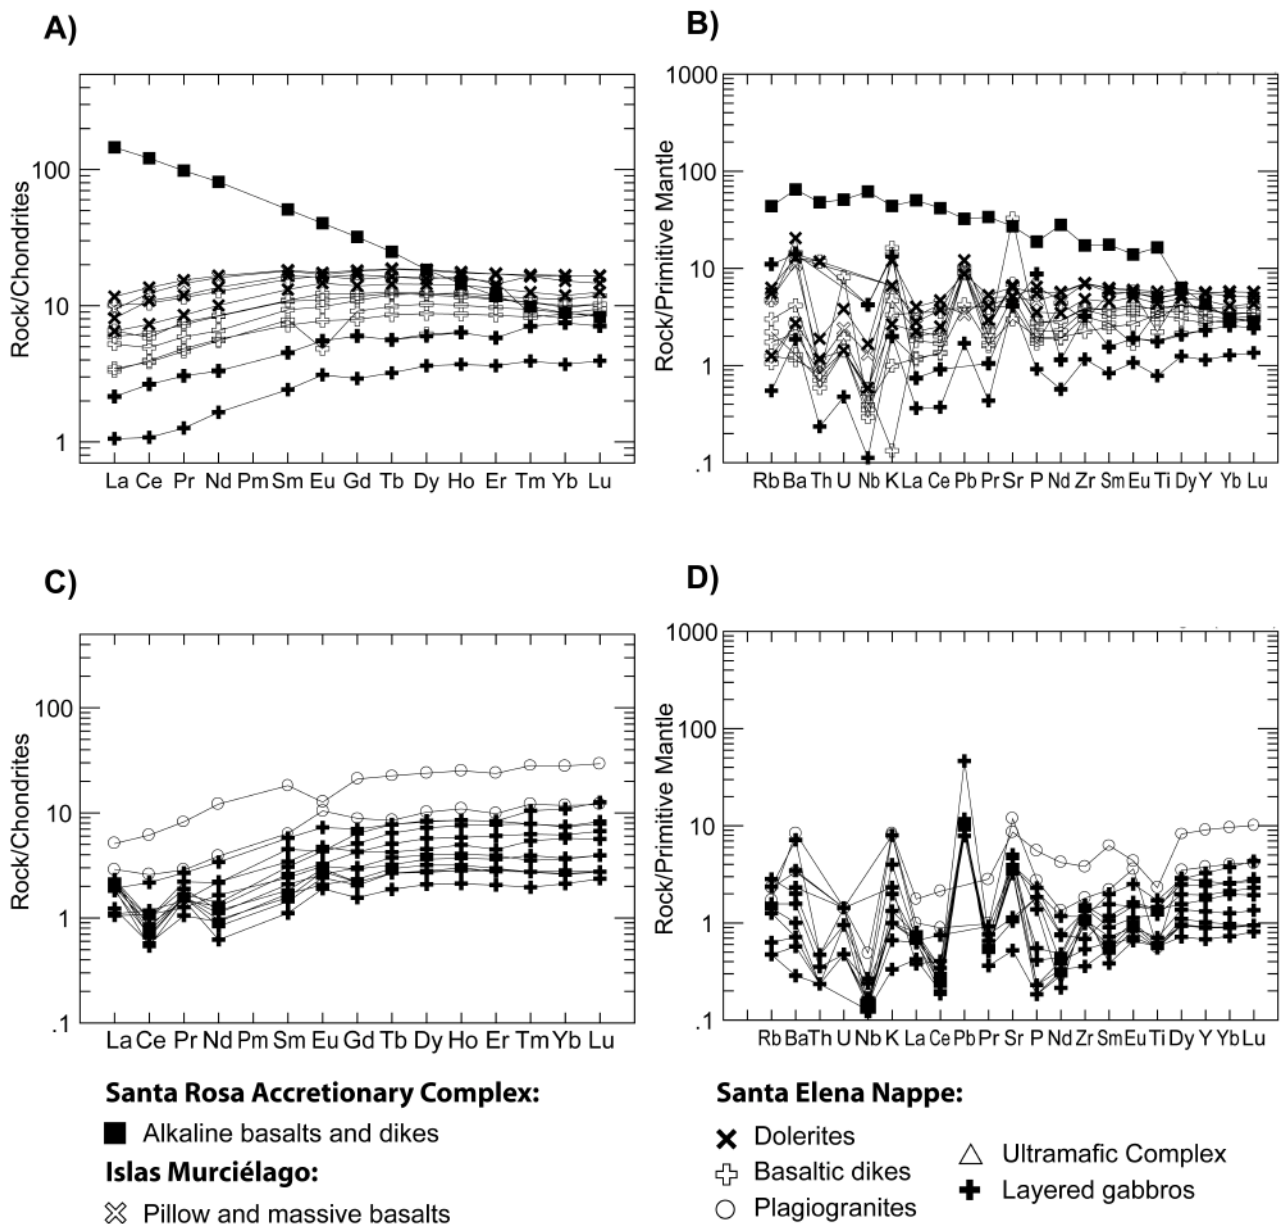 A)
B)
Rock/Chondrites
100
10
1
La Ce Pr Nd Pm Sm Eu Gd Tb Dy Ho Er Tm Yb Lu
Rock/Primitive Mantle
1000
100
10
1
.1
Rb Ba Th U Nb K La Ce Pb Pr Sr P Nd Zr Sm Eu Ti Dy Y Yb Lu
C)
D)
Rock/Chondrites
100
10
1
.1
La Ce Pr Nd Pm Sm Eu Gd Tb Dy Ho Er Tm Yb Lu
Rock/Primitive Mantle
1000
100
10
1
.1
Rb Ba Th U Nb K La Ce Pb Pr Sr P Nd Zr Sm Eu Ti Dy Y Yb Lu
Santa Rosa Accretionary Complex:
Alkaline basalts and dikes
Islas Murciélago:
Pillow and massive basalts
Santa Elena Nappe:
Dolerites
Basaltic dikes
Plagiogranites
Ultramafic Complex
Layered gabbros